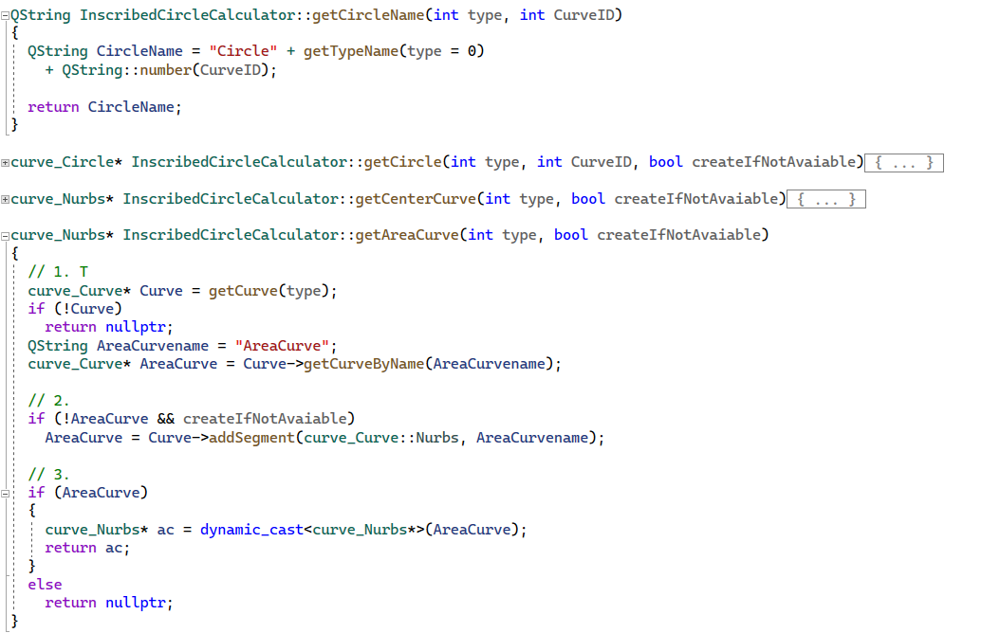 QString InscribedCircleCalculator::getCircleName(int type, int CurveID)
{
  QString CircleName = "Circle" + getTypeName(type = 0)
    + QString::number(CurveID);

  return CircleName;
}

curve_Circle* InscribedCircleCalculator::getCircle(int type, int CurveID, bool createIfNotAvaiable){ ... }

curve_Nurbs* InscribedCircleCalculator::getCenterCurve(int type, bool createIfNotAvaiable){ ... }

curve_Nurbs* InscribedCircleCalculator::getAreaCurve(int type, bool createIfNotAvaiable)
{
  // 1. T
  curve_Curve* Curve = getCurve(type);
  if (!Curve)
    return nullptr;
  QString AreaCurvename = "AreaCurve";
  curve_Curve* AreaCurve = Curve->getCurveByName(AreaCurvename);

  // 2.
  if (!AreaCurve && createIfNotAvaiable)
    AreaCurve = Curve->addSegment(curve_Curve::Nurbs, AreaCurvename);

  // 3.
  if (AreaCurve)
  {
    curve_Nurbs* ac = dynamic_cast<curve_Nurbs*>(AreaCurve);
    return ac;
  }
  else
    return nullptr;
}